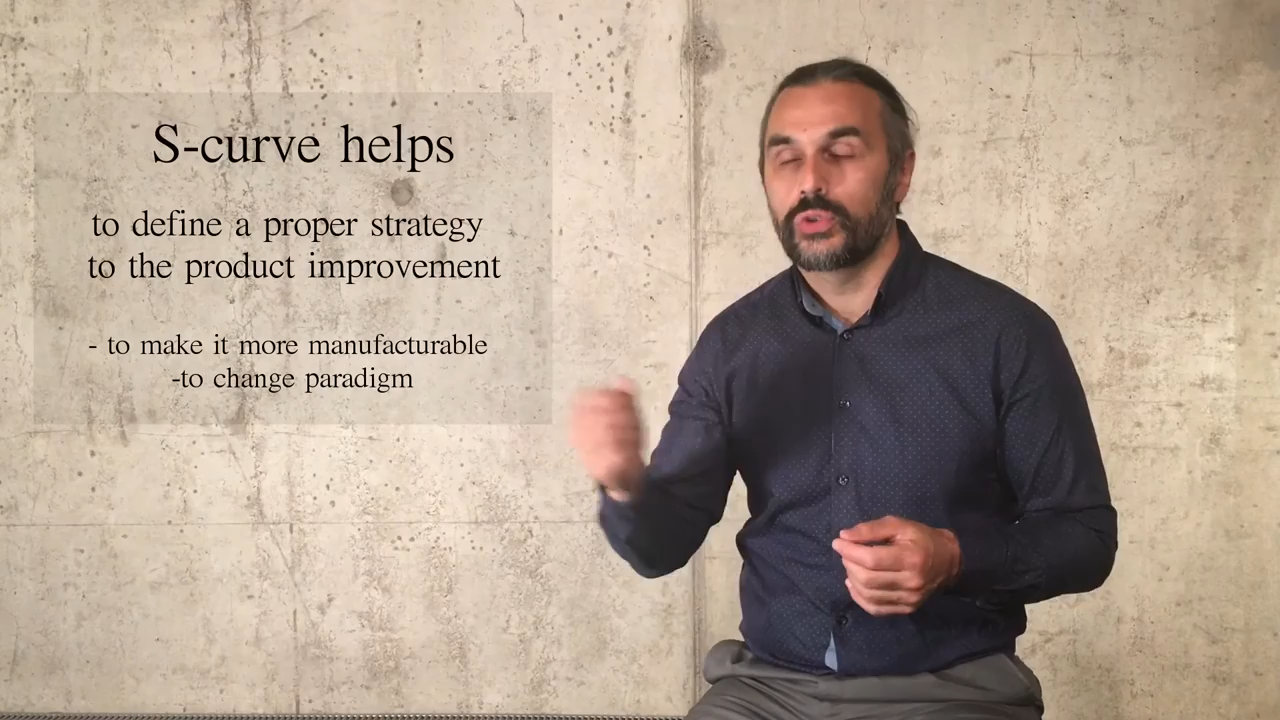 S-curve helps
to define a proper strategy
to the product improvement
- to make it more manufacturable
-to change paradigm